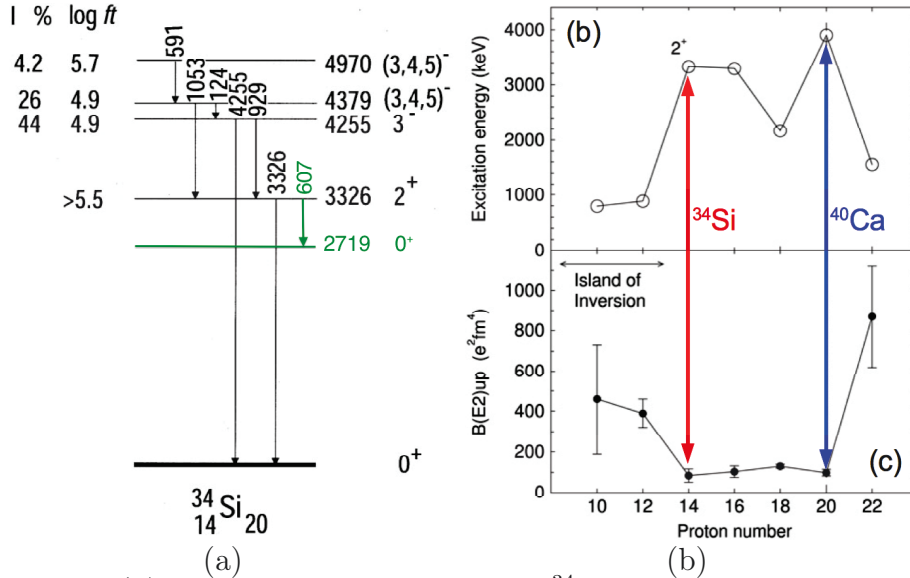 I % log ft
591
4.2 5.7 4970 (3,4,5)⁻
1053 124 4255 929
26 4.9 4379 (3,4,5)⁻
44 4.9 4255 3⁻
3326 607
>5.5 3326 2⁺
2719 0⁺
0⁺
³⁴₁₄Si₂₀
(a)
(b)
2⁺
Excitation energy (keV)
4000
3000
2000
1000
0
³⁴Si
⁴⁰Ca
Island of
Inversion
B(E2)up (e²fm⁴)
1000
800
600
400
200
0
(c)
10 12 14 16 18 20 22
Proton number
(b)